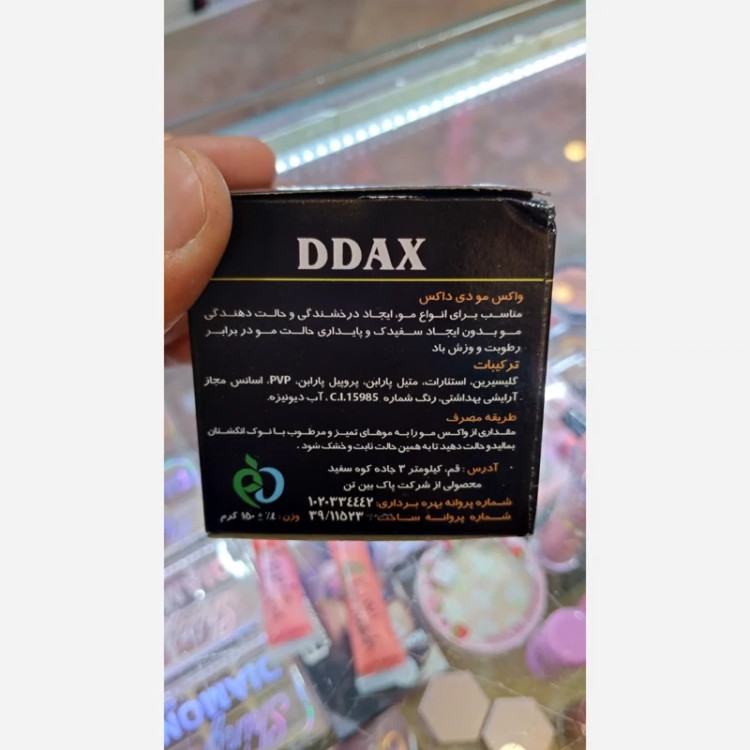 DDAX
واکس مو دی داکس
مناسب برای انواع مو، ایجاد درخشندگی و حالت دهندگی
مو بدون ایجاد سفیدک و پایداری حالت مو در برابر
رطوبت و وزش باد
ترکیبات
گلیسیرین، استئارات، متیل پارابن، پروپیل پارابن، PVP، اسانس مجاز
آرایشی بهداشتی، رنگ شماره C.I.15985، آب دیونیزه.
طریقه مصرف
مقداری از واکس مو را به موهای تمیز و مرطوب با نوک انگشتان
بمالید و حالت دهید تا به همین حالت ثابت و خشک شود.
آدرس: قم، کیلومتر ۳ جاده کوه سفید
محصولی از شرکت پاک بین تن
شماره پروانه بهره برداری: ۱۰۲۰۳۳۴۴۴۲
شماره پروانه ساخت: ۳۹/۱۱۵۲۳ وزن: ۴٪ ± ۱۵۰ گرم
NOMVIC
Shiny